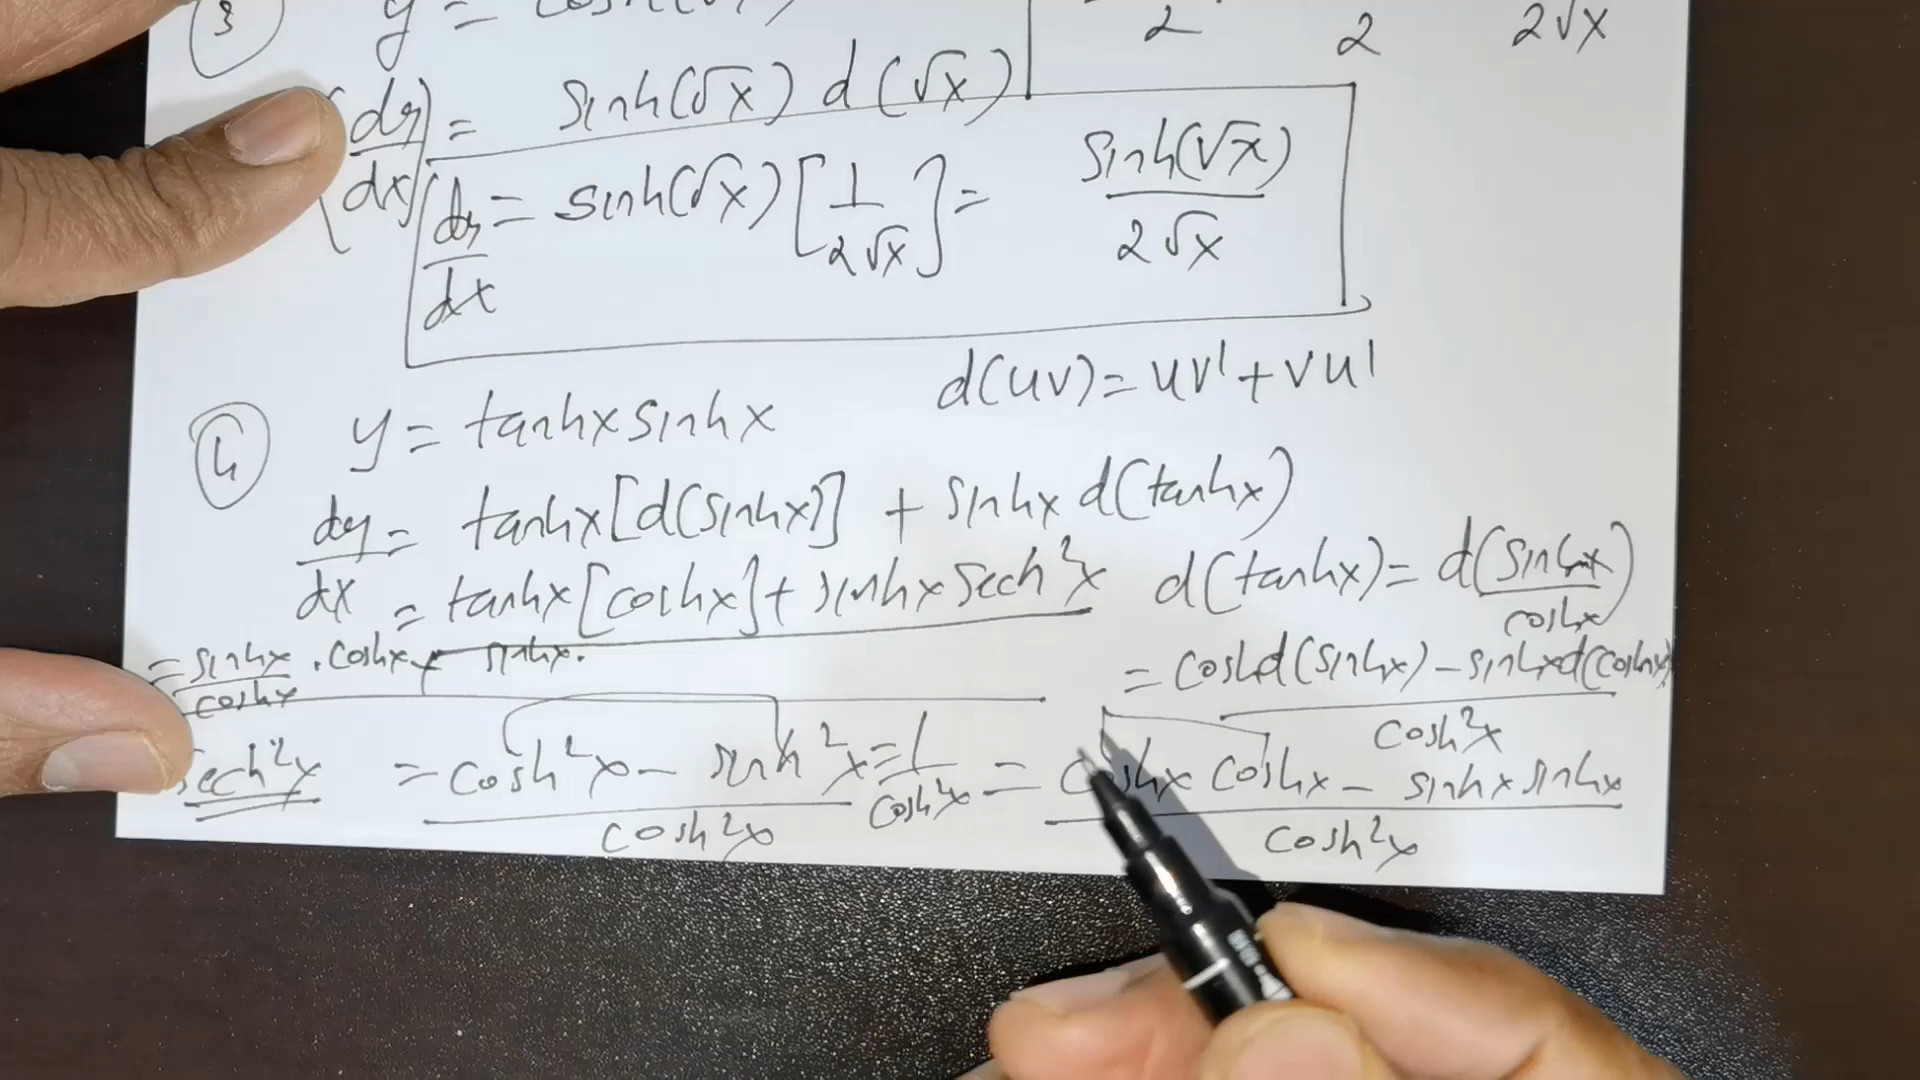 3 y = cosh(√x)
2 2 2√x
dy/dx = sinh(√x) d(√x)
dy/dx = sinh(√x) [1/2√x] = sinh(√x)/2√x
d(uv) = uv' + vu'
4 y = tanhx sinhx
dy/dx = tanhx [d(sinhx)] + sinhx d(tanhx)
= tanhx [coshx] + sinhx sech²x
d(tanhx) = d(sinhx/coshx)
= sinhx/coshx . coshx + sinhx.
= coshd(sinhx) - sinhxd(coshx)/cosh²x
= coshx coshx - sinhx sinhx/cosh²x
= cosh²x - sinh²x/cosh²x = 1/cosh²x
sech²x